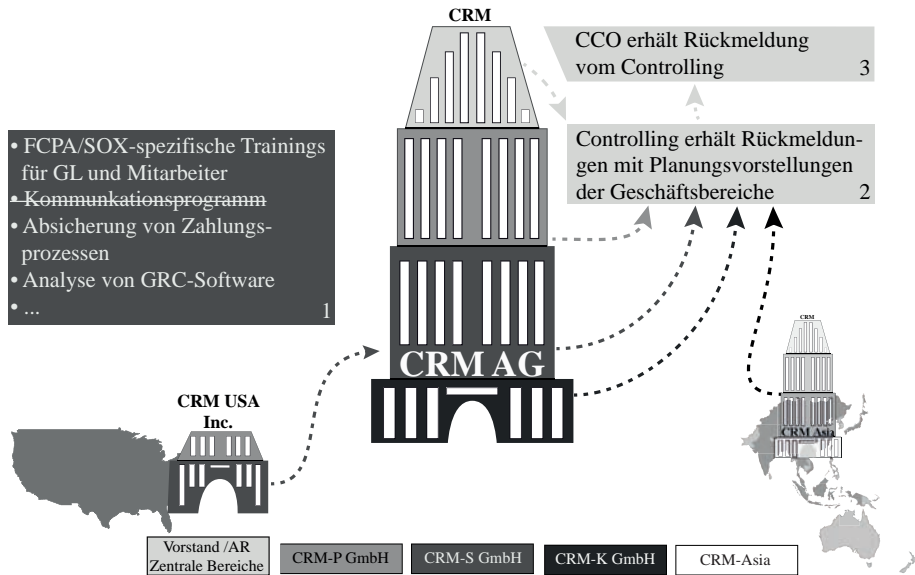 CRM
CCO erhält Rückmeldung
vom Controlling 3
• FCPA/SOX-spezifische Trainings
für GL und Mitarbeiter
• Kommunkationsprogramm
• Absicherung von Zahlungs-
prozessen
• Analyse von GRC-Software
• ... 1
Controlling erhält Rückmeldun-
gen mit Planungsvorstellungen
der Geschäftsbereiche 2
CRM AG
CRM USA
Inc.
CRM
CRM Asia
Vorstand /AR
Zentrale Bereiche
CRM-P GmbH
CRM-S GmbH
CRM-K GmbH
CRM-Asia